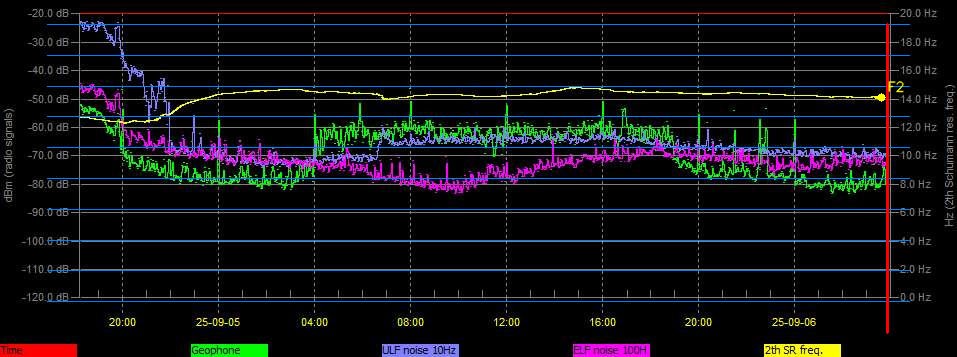 -20.0 dB 20.0 Hz
-30.0 dB 18.0 Hz
-40.0 dB 16.0 Hz
F2
-50.0 dB 14.0 Hz
-60.0 dB 12.0 Hz
-70.0 dB 10.0 Hz
-80.0 dB 8.0 Hz
-90.0 dB 6.0 Hz
-100.0 dB 4.0 Hz
-110.0 dB 2.0 Hz
-120.0 dB 0.0 Hz
dBm (radio signals)
Hz (2th Schumann res. freq.)
20:00 25-09-05 04:00 08:00 12:00 16:00 20:00 25-09-06
Time Geophone ULF noise 10Hz ELF noise 100H 2th SR freq.